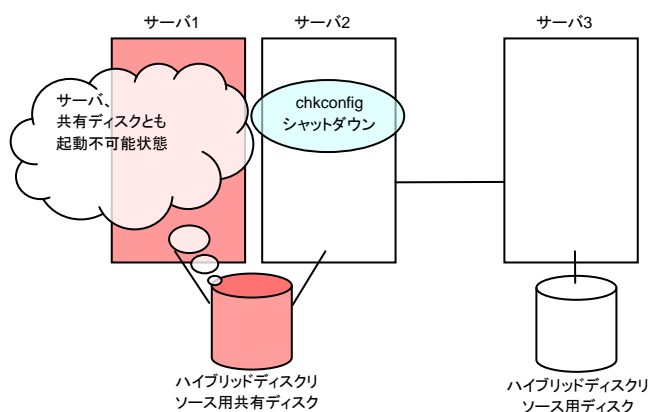 サーバ1
サーバ2
サーバ3
サーバ、
共有ディスクとも
起動不可能状態
chkconfig
シャットダウン
ハイブリッドディスクリ
ソース用共有ディスク
ハイブリッドディスクリ
ソース用ディスク